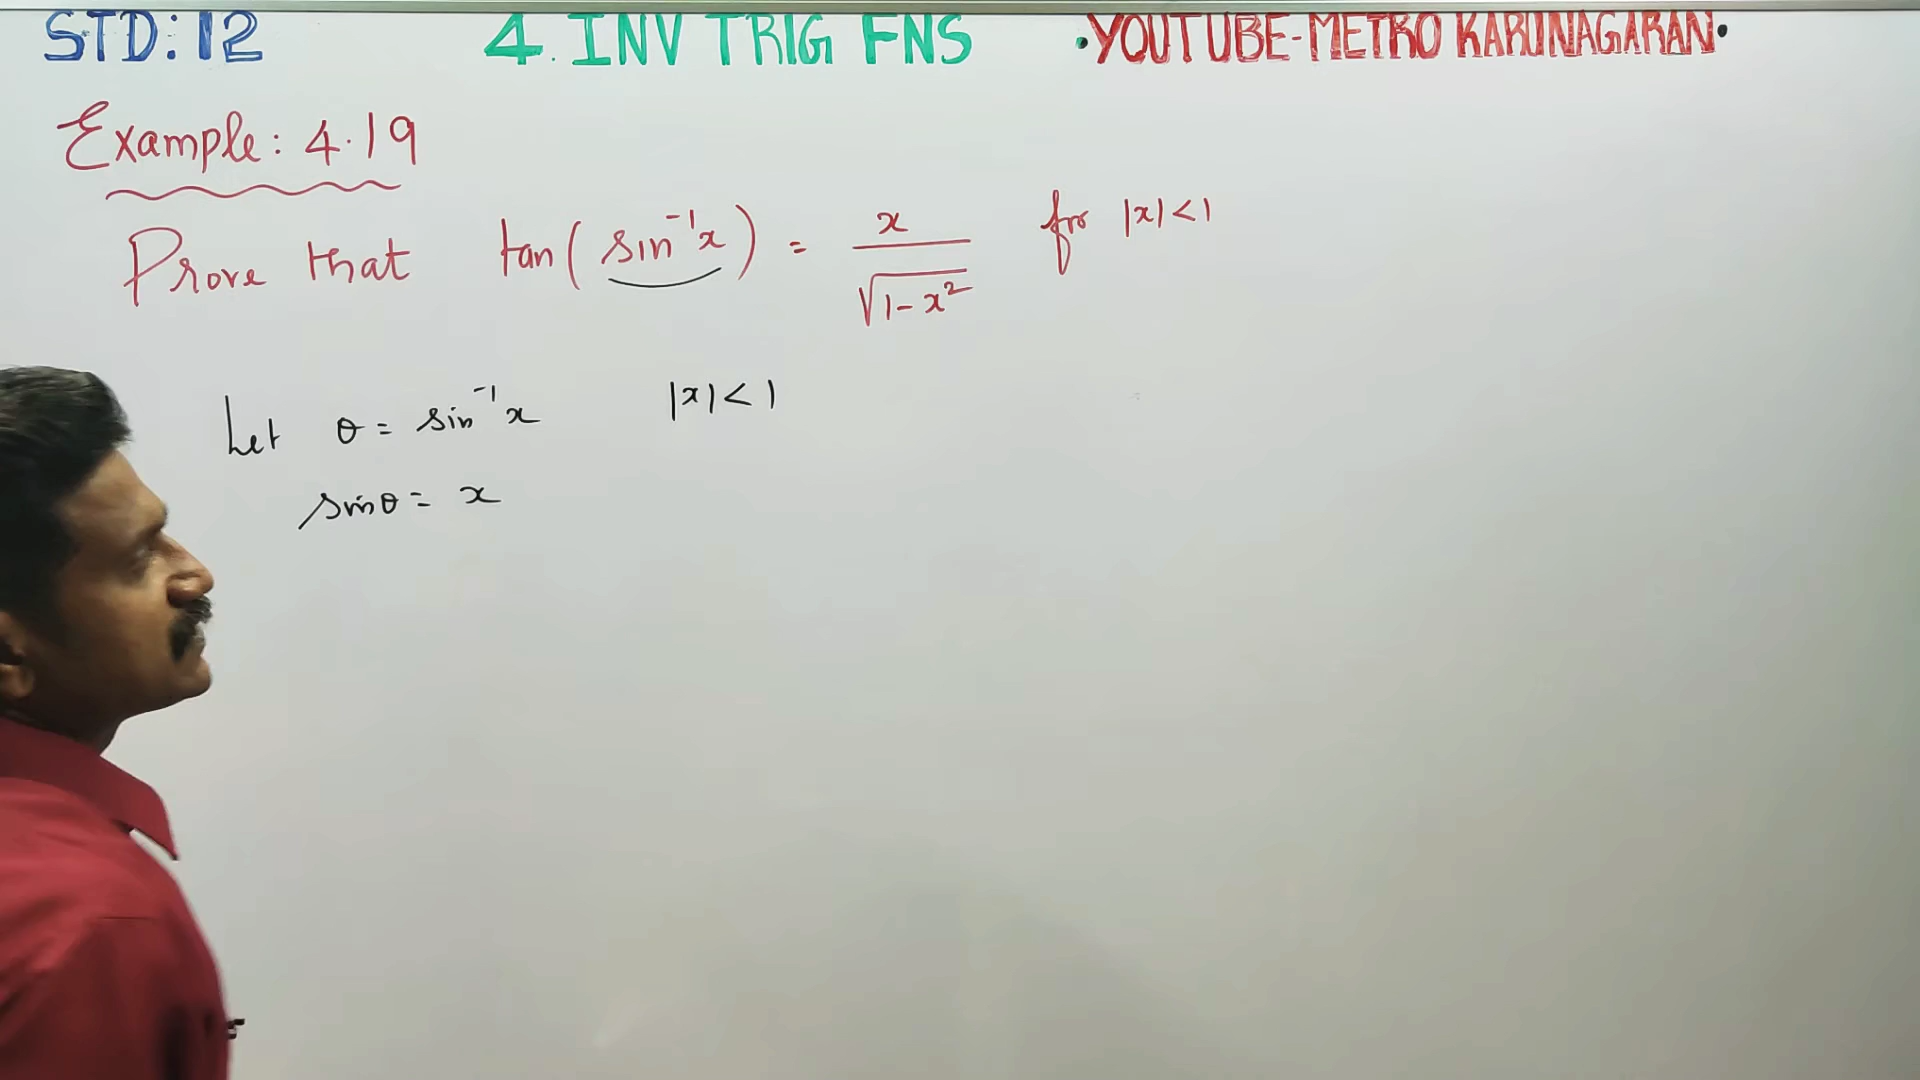 STD: 12 4. INV TRIG FNS •YOUTUBE-METRO KARUNAGARAN•
Example: 4.19
Prove that tan(sin⁻¹x) = x/√(1-x²) for |x|<1
Let θ = sin⁻¹x |x|<1
sinθ = x